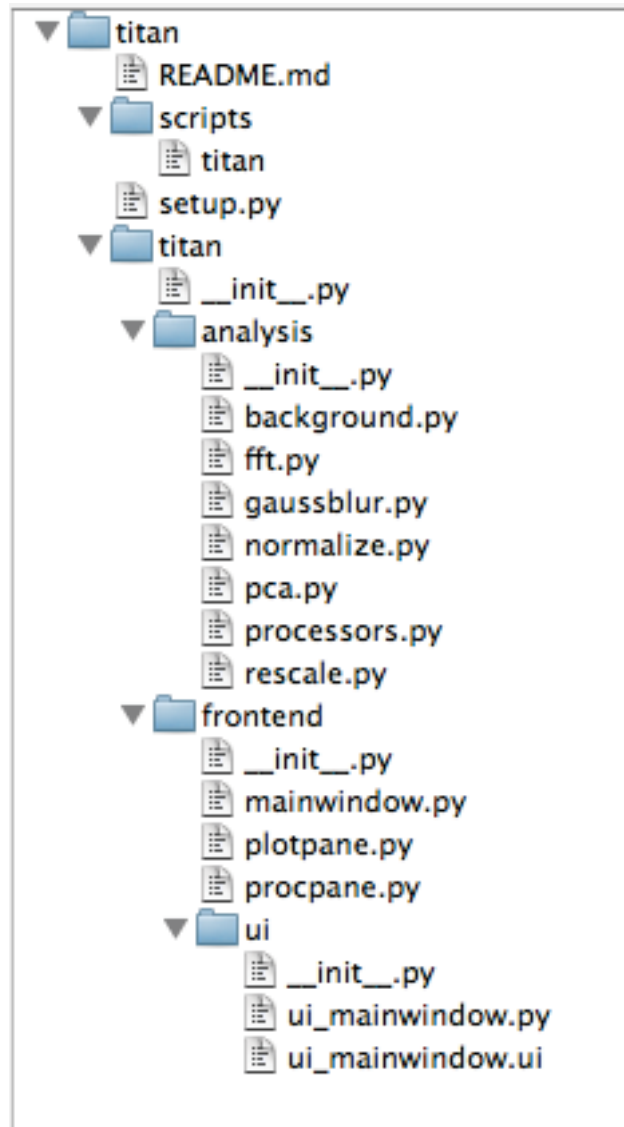 titan
README.md
scripts
titan
setup.py
titan
__init__.py
analysis
__init__.py
background.py
fft.py
gaussblur.py
normalize.py
pca.py
processors.py
rescale.py
frontend
__init__.py
mainwindow.py
plotpane.py
procpane.py
ui
__init__.py
ui_mainwindow.py
ui_mainwindow.ui